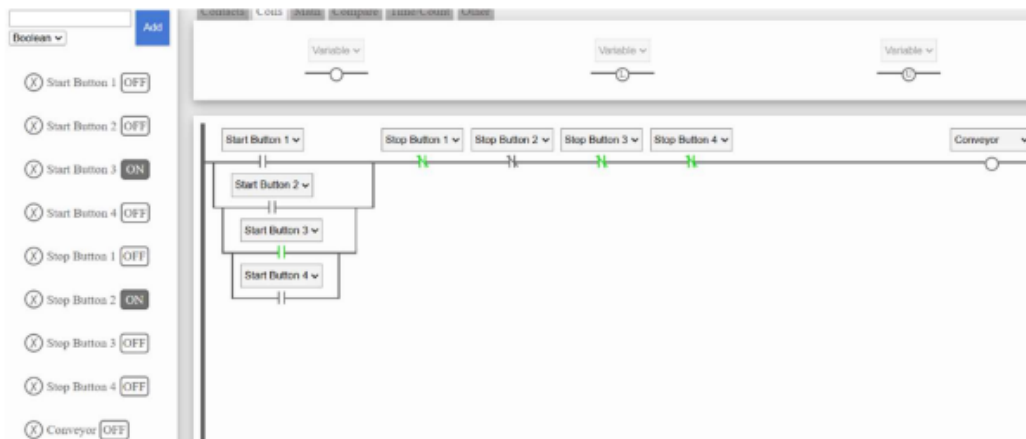 Contacts Coils Math Compare Time-Count Other
Add
Boolean
Variable Variable Variable
L U
X Start Button 1 OFF
X Start Button 2 OFF
X Start Button 3 ON
X Start Button 4 OFF
X Stop Button 1 OFF
X Stop Button 2 ON
X Stop Button 3 OFF
X Stop Button 4 OFF
X Conveyor OFF
Start Button 1 Stop Button 1 Stop Button 2 Stop Button 3 Stop Button 4 Conveyor
Start Button 2
Start Button 3
Start Button 4